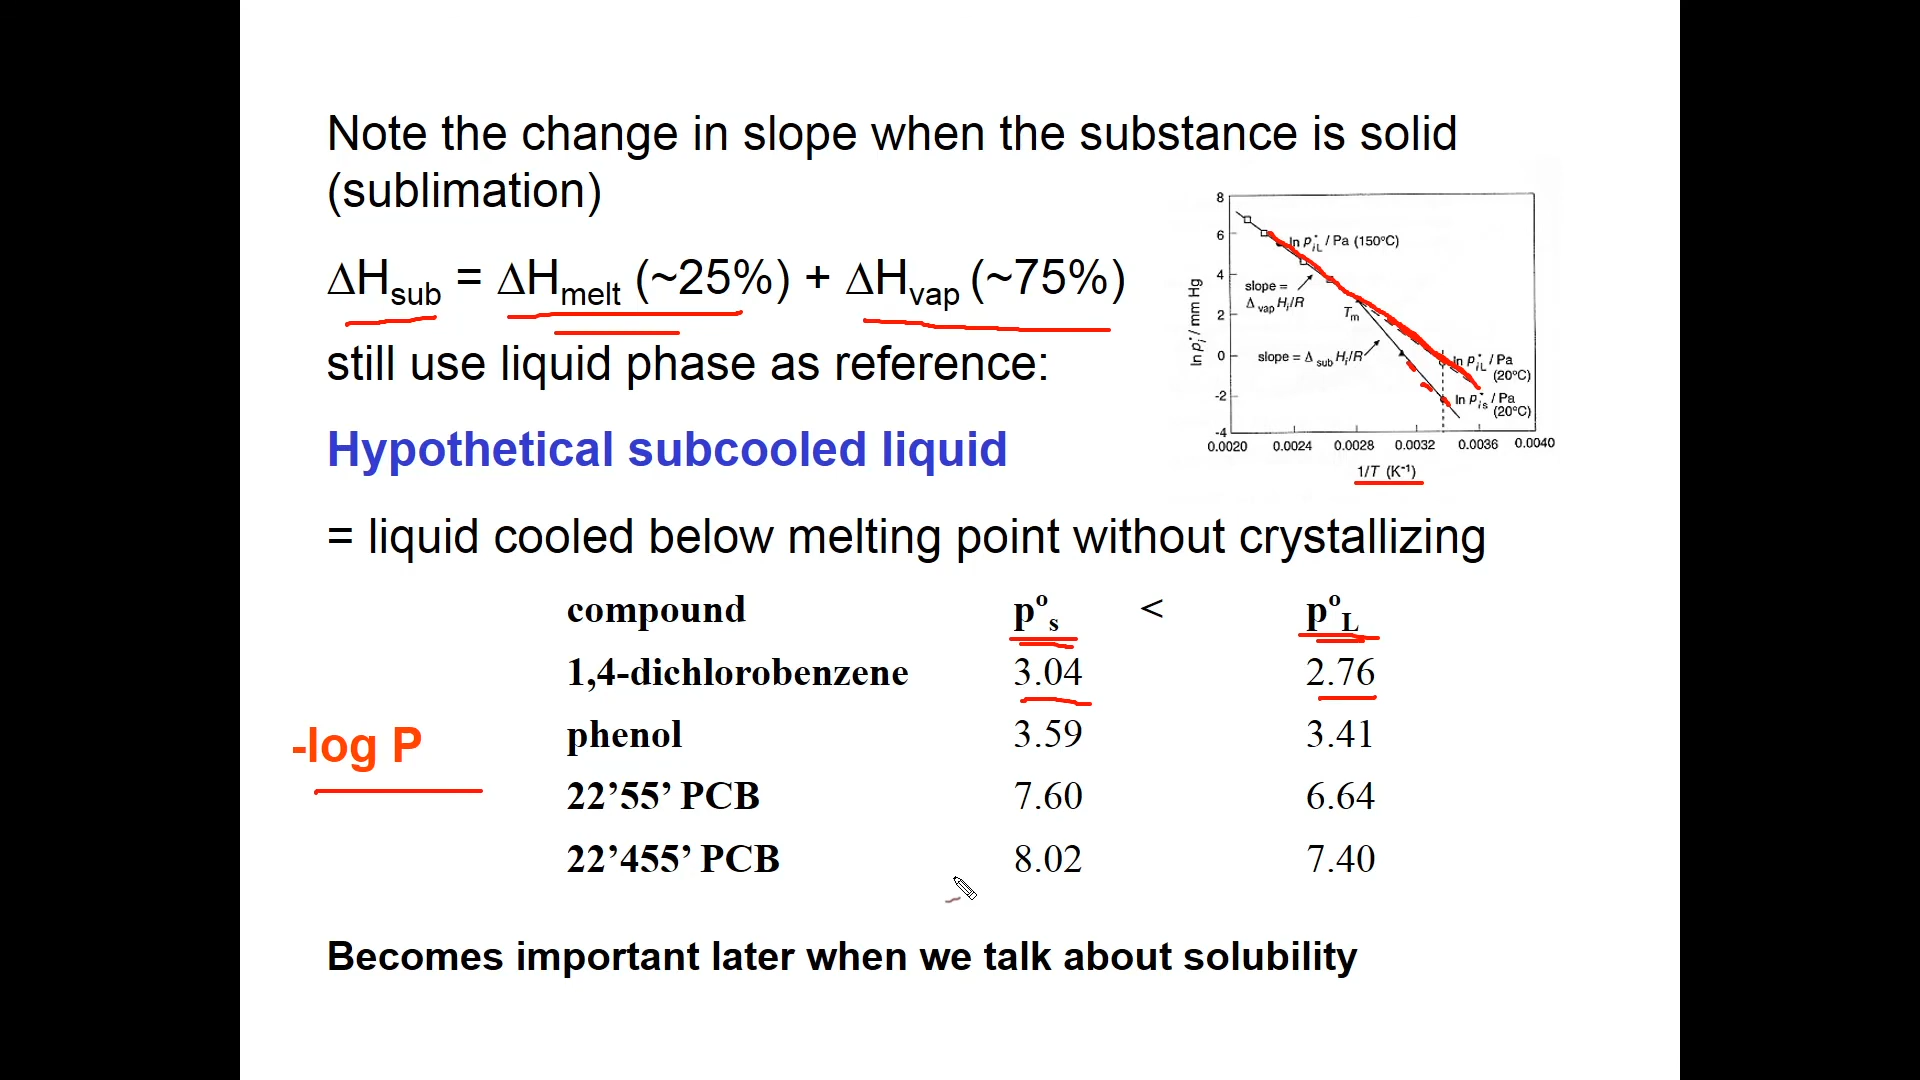 Note the change in slope when the substance is solid
(sublimation)
ΔHsub = ΔHmelt (~25%) + ΔHvap (~75%)
still use liquid phase as reference:
Hypothetical subcooled liquid
= liquid cooled below melting point without crystallizing
8
6
4
2
0
-2
-4
ln p*i / mm Hg
ln p*iL / Pa (150°C)
slope =
Δvap Hi/R
Tm
slope = Δsub Hi/R
ln p*iL / Pa
(20°C)
ln p*is / Pa
(20°C)
0.0020 0.0024 0.0028 0.0032 0.0036 0.0040
1/T (K-1)
compound pos < poL
1,4-dichlorobenzene 3.04 2.76
phenol 3.59 3.41
-log P
22’55’ PCB 7.60 6.64
22’455’ PCB 8.02 7.40
Becomes important later when we talk about solubility